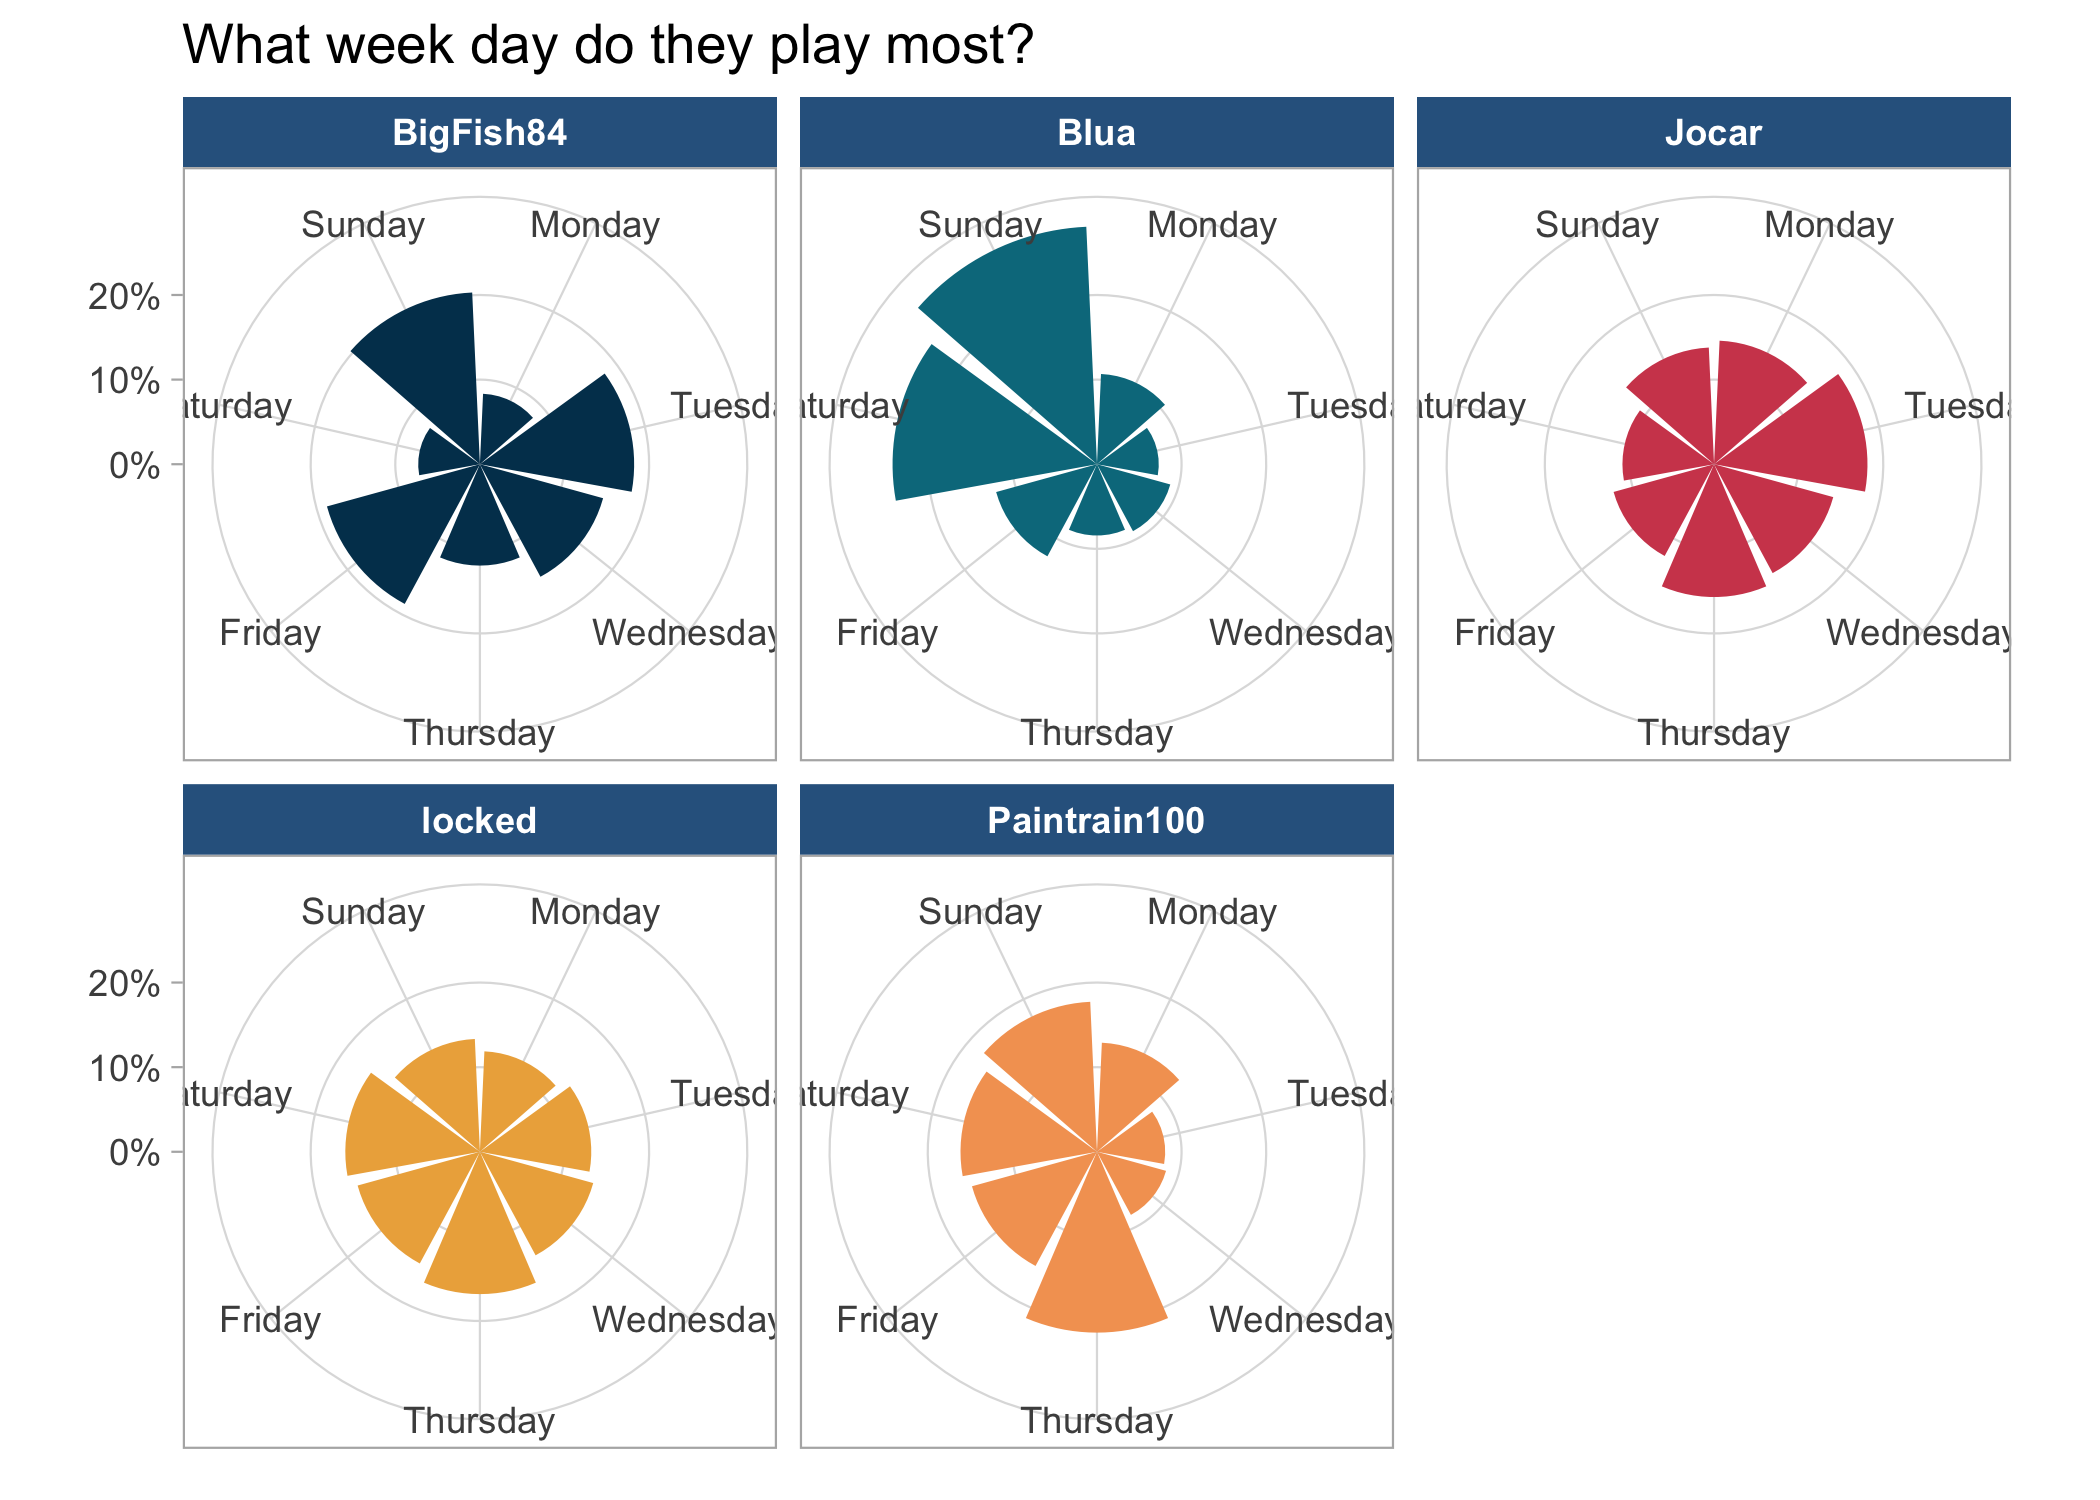 What week day do they play most?
BigFish84 Blua Jocar
Sunday Monday Sunday Monday Sunday Monday
20%
10%
aturday Tuesda aturday Tuesda aturday Tuesda
0%
Friday Wednesday Friday Wednesday Friday Wednesday
Thursday Thursday Thursday
locked Paintrain100
Sunday Monday Sunday Monday
20%
10%
aturday Tuesda aturday Tuesda
0%
Friday Wednesday Friday Wednesday
Thursday Thursday